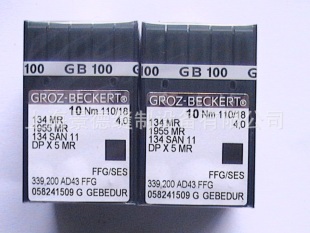 100 GB 100
GROZ-BECKERT®
10 Nm 110/18
134 MR 4,0
1955 MR
134 SAN 11
DP X 5 MR
FFG/SES
339,200 AD43 FFG
058241509 G GEBEDUR
100 GB 100
GROZ-BECKERT®
10 Nm 110/18
134 MR 4,0
1955 MR
134 SAN 11
DP X 5 MR
FFG/SES
339,200 AD43 FFG
058241509 G GEBEDUR